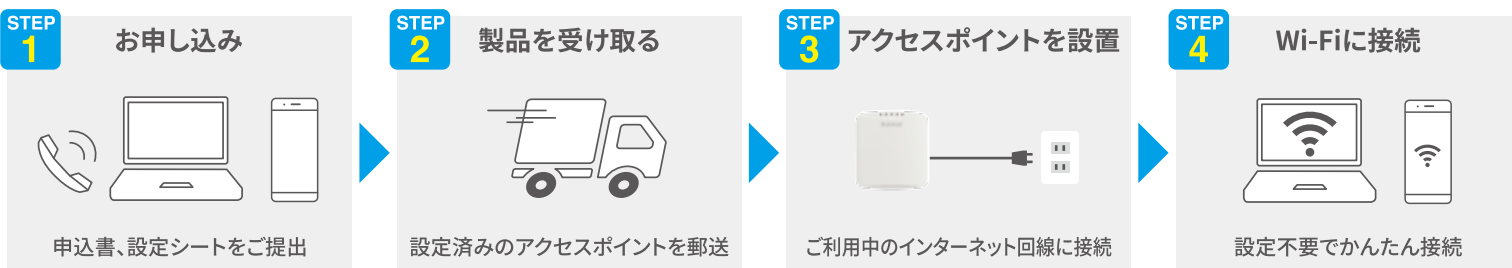 STEP
1
お申し込み
申込書、設定シートをご提出
STEP
2
製品を受け取る
設定済みのアクセスポイントを郵送
STEP
3
アクセスポイントを設置
ご利用中のインターネット回線に接続
STEP
4
Wi-Fiに接続
設定不要でかんたん接続